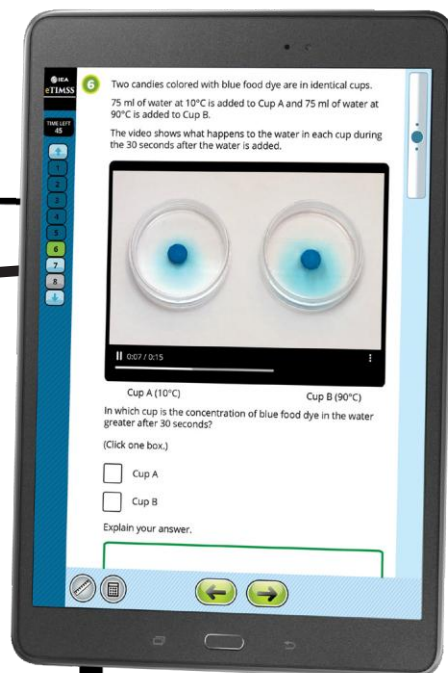 IEA
eTIMSS
TIME LEFT
45
1
2
3
4
5
6
7
8
6
Two candies colored with blue food dye are in identical cups.
75 ml of water at 10°C is added to Cup A and 75 ml of water at
90°C is added to Cup B.
The video shows what happens to the water in each cup during
the 30 seconds after the water is added.
0:07 / 0:15
Cup A (10°C)
Cup B (90°C)
In which cup is the concentration of blue food dye in the water
greater after 30 seconds?
(Click one box.)
Cup A
Cup B
Explain your answer.